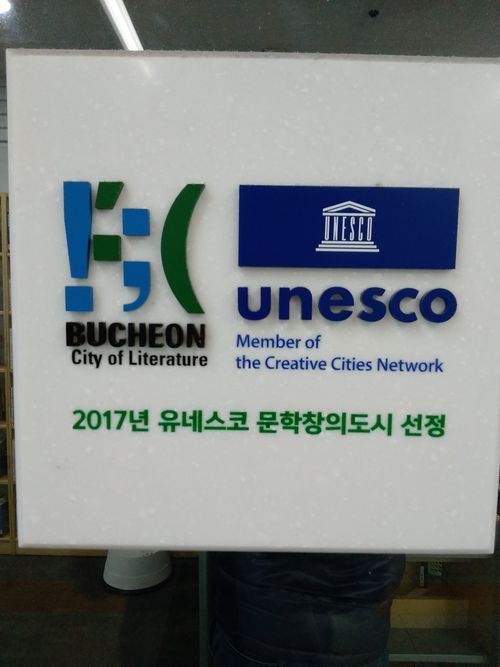 BUCHEON
City of Literature
UNESCO
unesco
Member of
the Creative Cities Network
2017년 유네스코 문학창의도시 선정